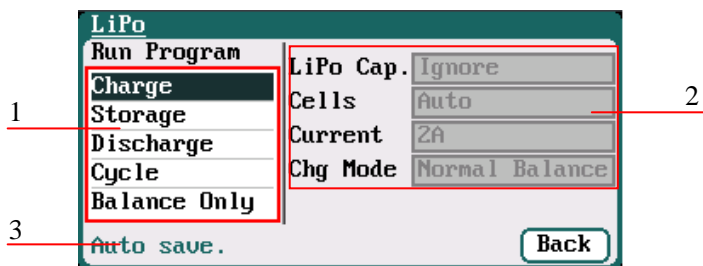 LiPo
Run Program
Charge
Storage
Discharge
Cycle
Balance Only
LiPo Cap. Ignore
Cells Auto
Current 2A
Chg Mode Normal Balance
Auto save.
Back
1
2
3